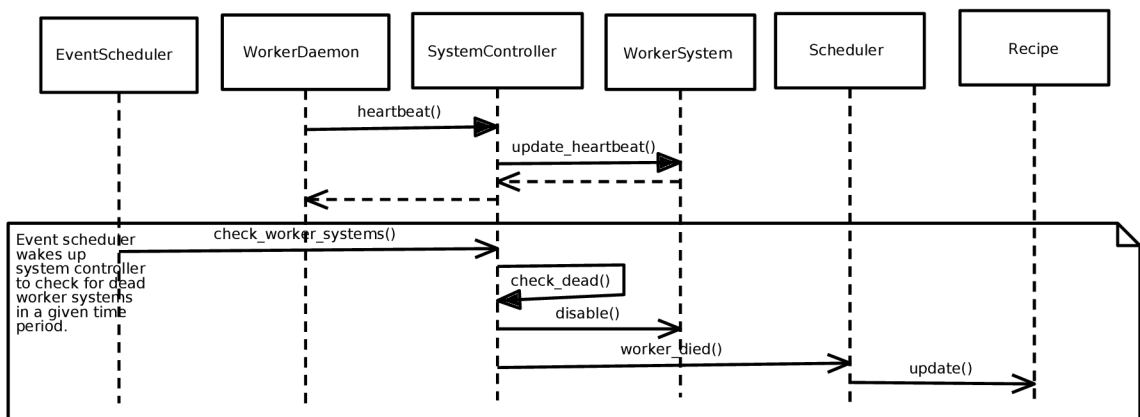 EventScheduler
WorkerDaemon
SystemController
WorkerSystem
Scheduler
Recipe
heartbeat()
update_heartbeat()
Event scheduler
wakes up
system controller
to check for dead
worker systems
in a given time
period.
check_worker_systems()
check_dead()
disable()
worker_died()
update()